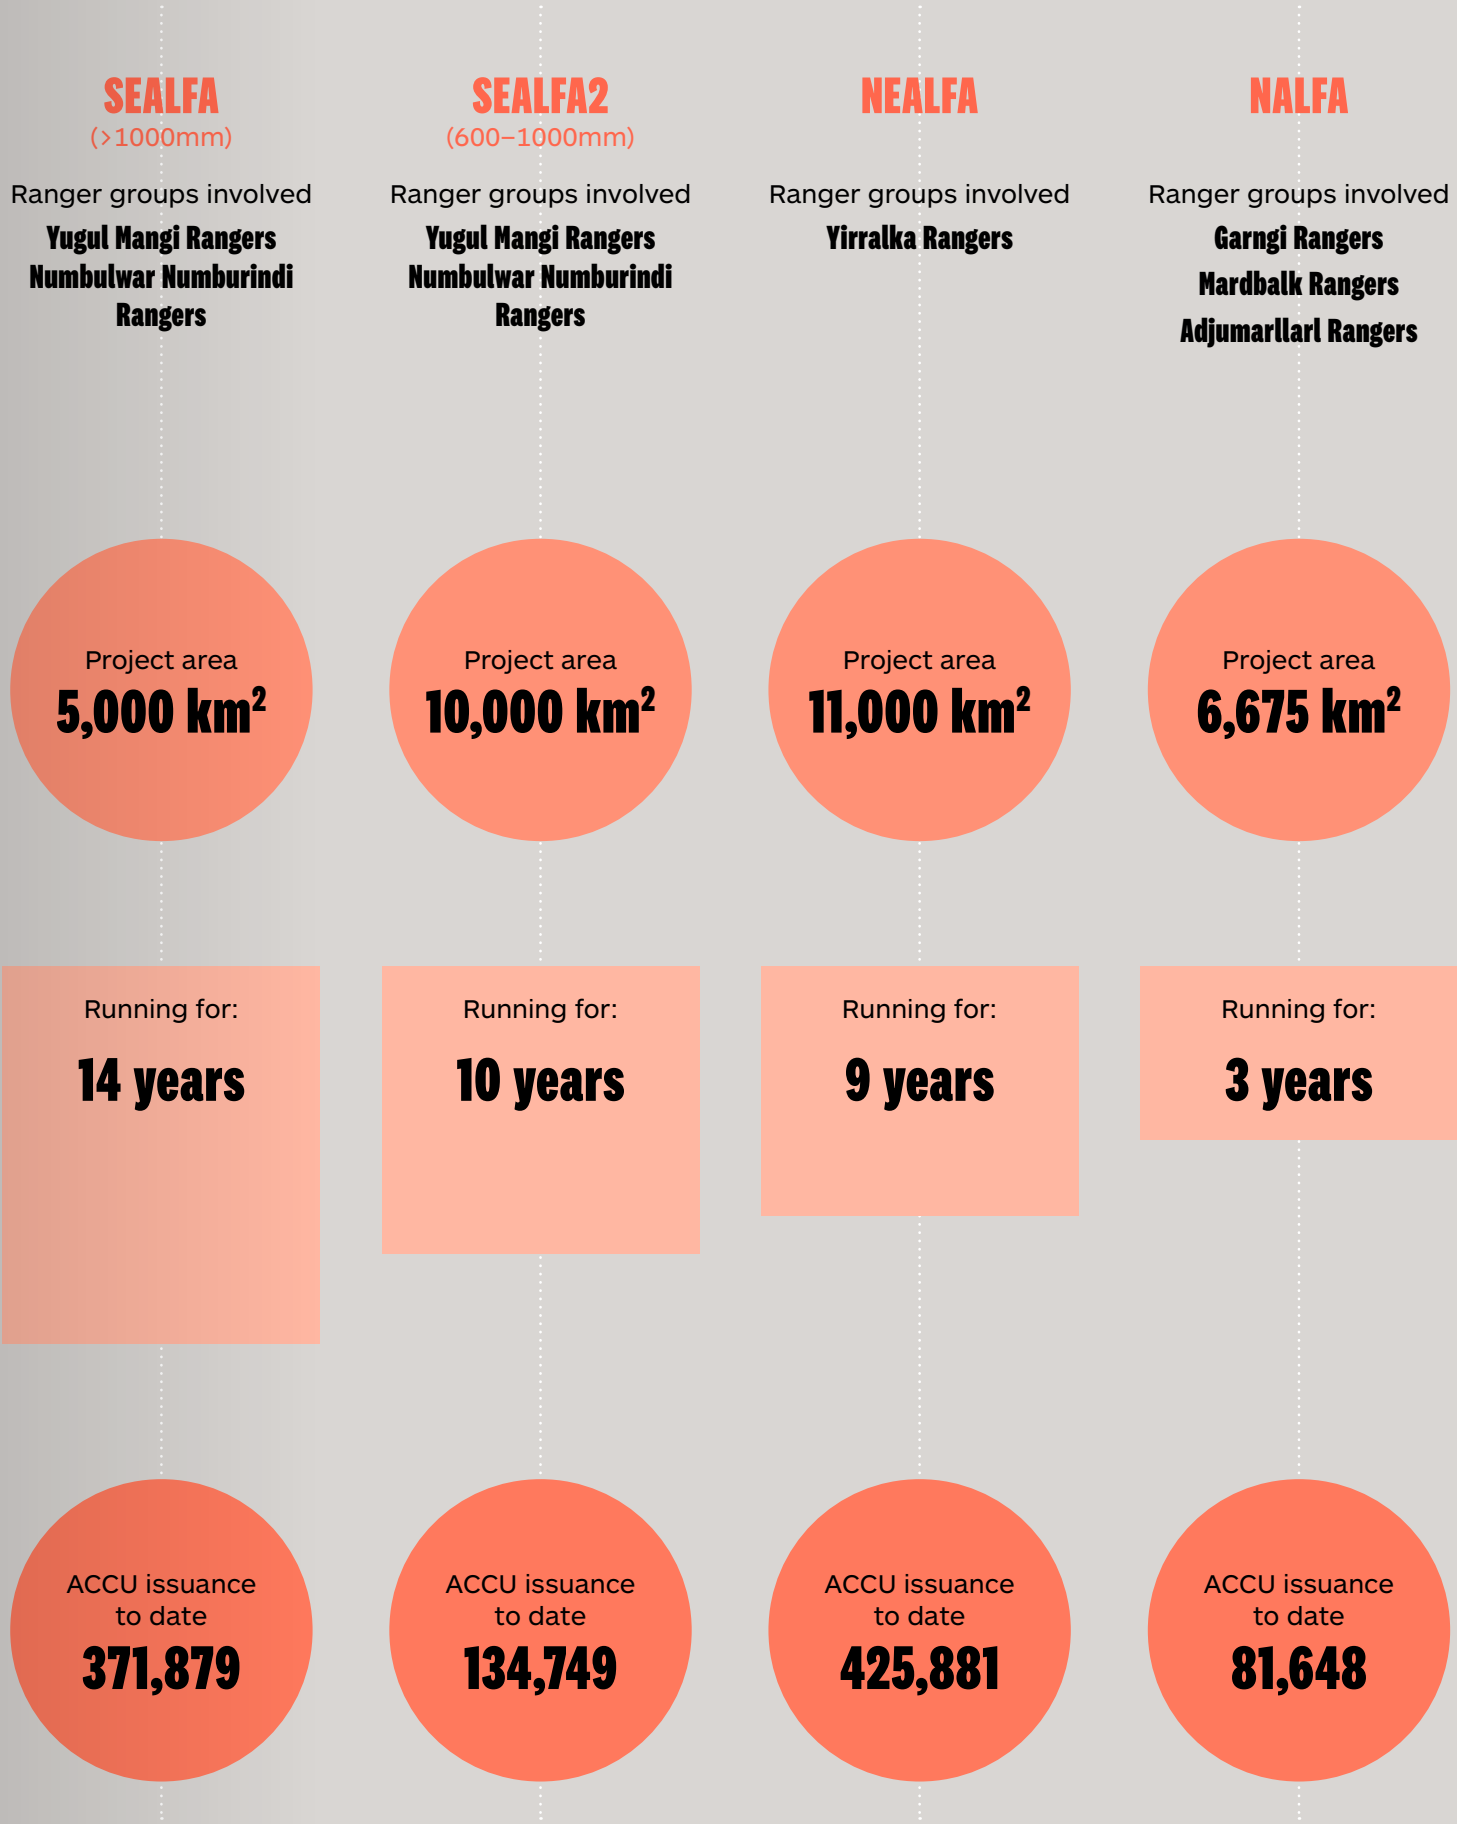 SEALFA
(>1000mm)
Ranger groups involved
Yugul Mangi Rangers
Numbulwar Numburindi
Rangers
Project area
5,000 km²
Running for:
14 years
ACCU issuance
to date
371,879
SEALFA2
(600–1000mm)
Ranger groups involved
Yugul Mangi Rangers
Numbulwar Numburindi
Rangers
Project area
10,000 km²
Running for:
10 years
ACCU issuance
to date
134,749
NEALFA
Ranger groups involved
Yirralka Rangers
Project area
11,000 km²
Running for:
9 years
ACCU issuance
to date
425,881
NALFA
Ranger groups involved
Garngi Rangers
Mardbalk Rangers
Adjumarllarl Rangers
Project area
6,675 km²
Running for:
3 years
ACCU issuance
to date
81,648